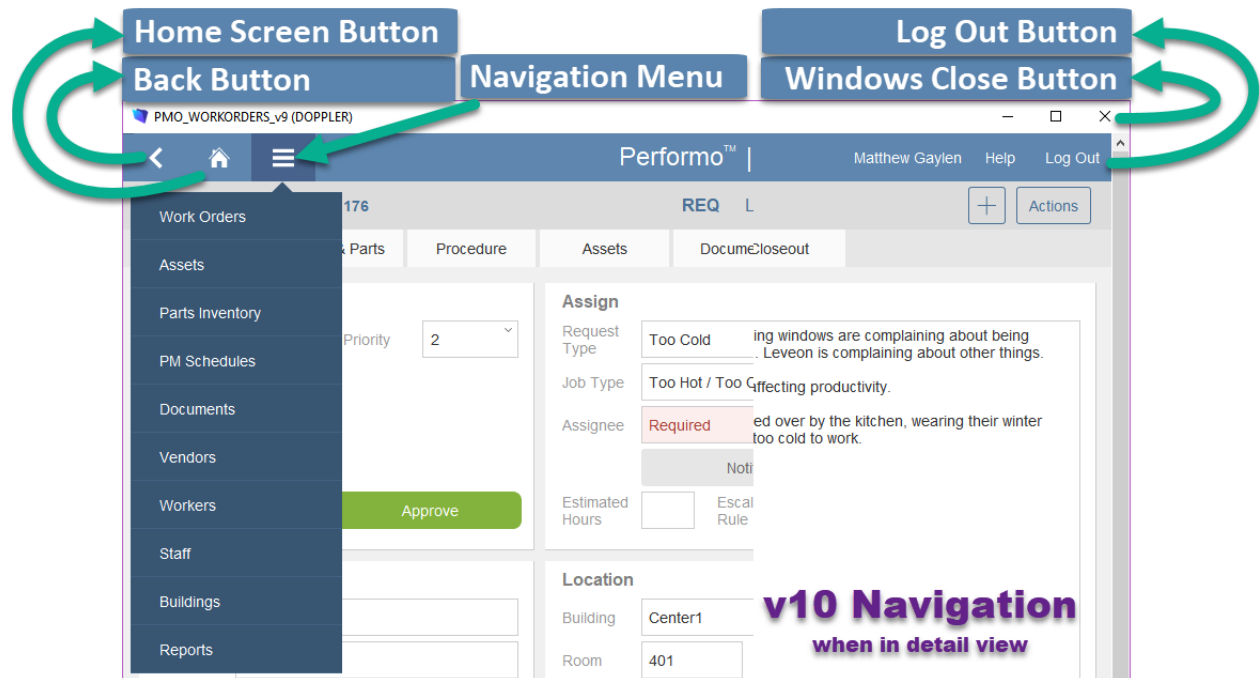 Home Screen Button
Log Out Button
Back Button
Navigation Menu
Windows Close Button
PMO_WORKORDERS_v9 (DOPPLER)
Performo™ |
Matthew Gaylen Help Log Out
Work Orders
176
REQ L
Actions
& Parts Procedure Assets Docume Closeout
Assets
Parts Inventory
PM Schedules
Documents
Vendors
Workers
Staff
Buildings
Reports
Priority 2
Approve
Assign
Request
Type
Too Cold
ing windows are complaining about being
. Leveon is complaining about other things.
Job Type Too Hot / Too C
affecting productivity.
Assignee Required
ed over by the kitchen, wearing their winter
too cold to work.
Noti
Estimated
Hours
Escal
Rule
Location
Building Center1
Room 401
v10 Navigation
when in detail view